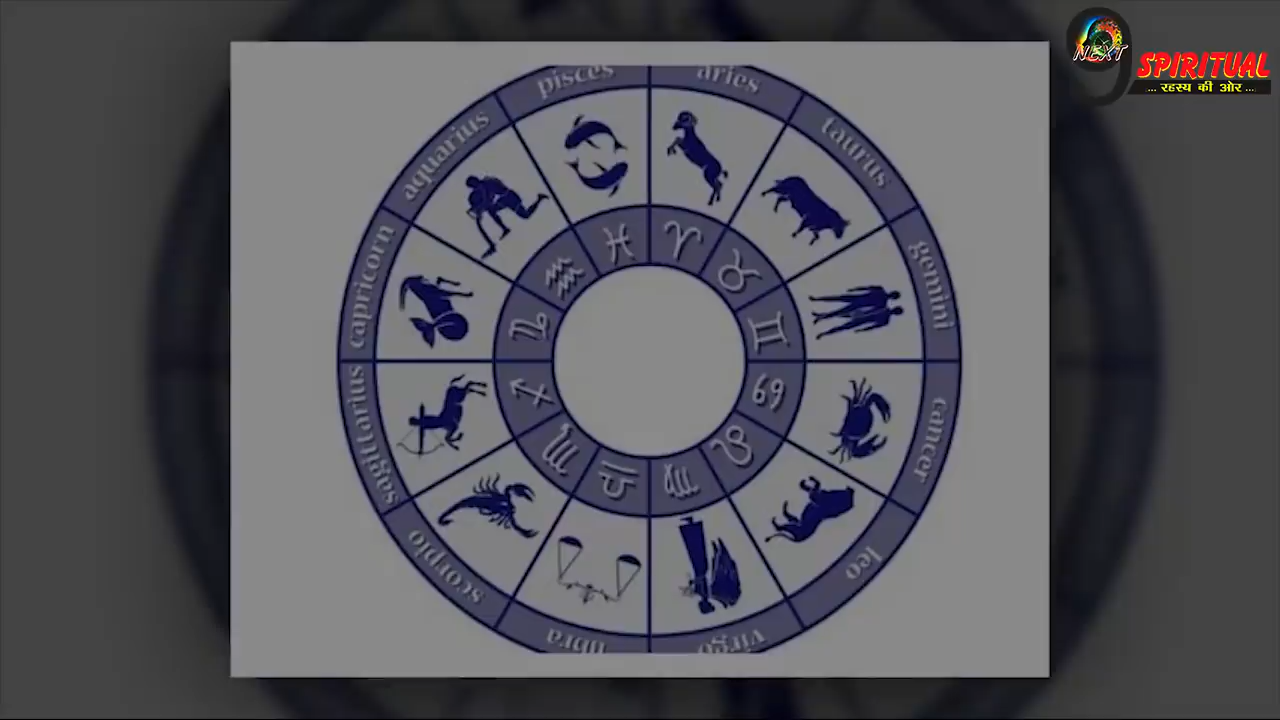 NEXT
SPIRITUAL
... रहस्य की ओर ...
pisces
aries
taurus
gemini
cancer
leo
virgo
libra
scorpio
sagittarius
capricorn
aquarius